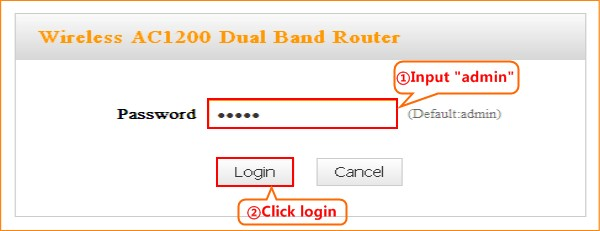 Wireless AC1200 Dual Band Router
①Input "admin"
Password ••••• (Default:admin)
Login Cancel
②Click login